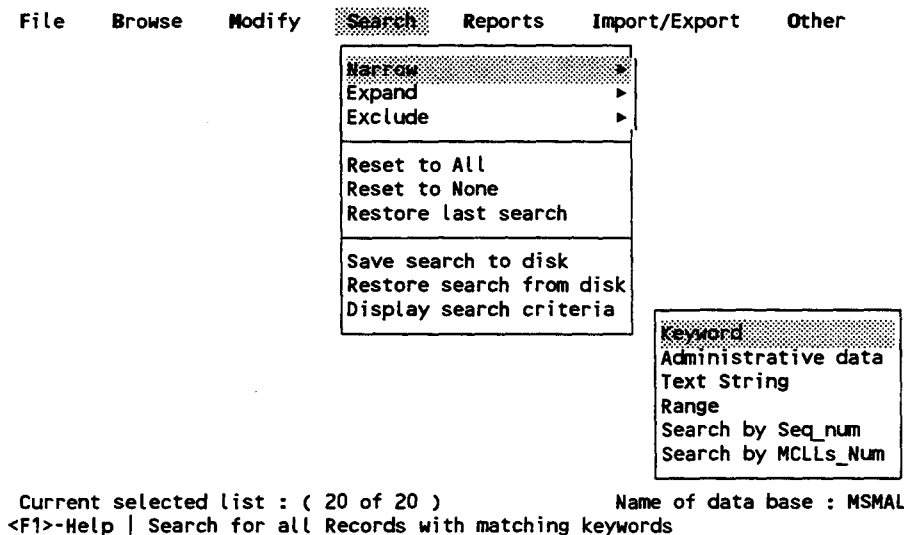 File Browse Modify Search Reports Import/Export Other
Narrow ►
Expand ►
Exclude ►
Reset to All
Reset to None
Restore last search
Save search to disk
Restore search from disk
Display search criteria
Keyword
Administrative data
Text String
Range
Search by Seq_num
Search by MCLLs_Num
Current selected list : ( 20 of 20 ) Name of data base : MSMAL
<F1>-Help | Search for all Records with matching keywords